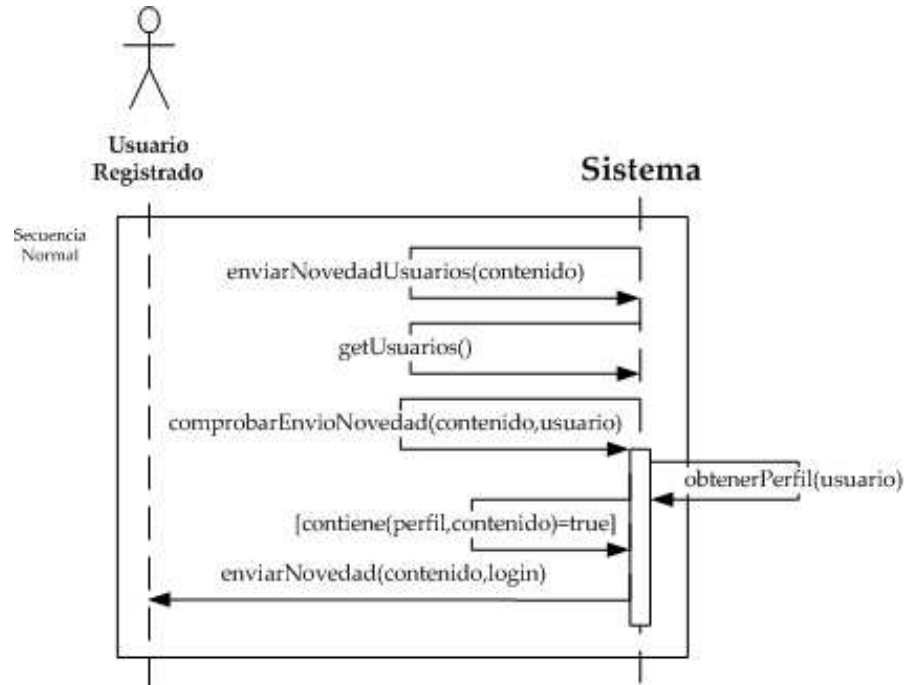 Usuario
Registrado
Sistema
Secuencia
Normal
enviarNovedadUsuarios(contenido)
getUsuarios()
comprobarEnvioNovedad(contenido,usuario)
obtenerPerfil(usuario)
[contiene(perfil,contenido)=true]
enviarNovedad(contenido,login)